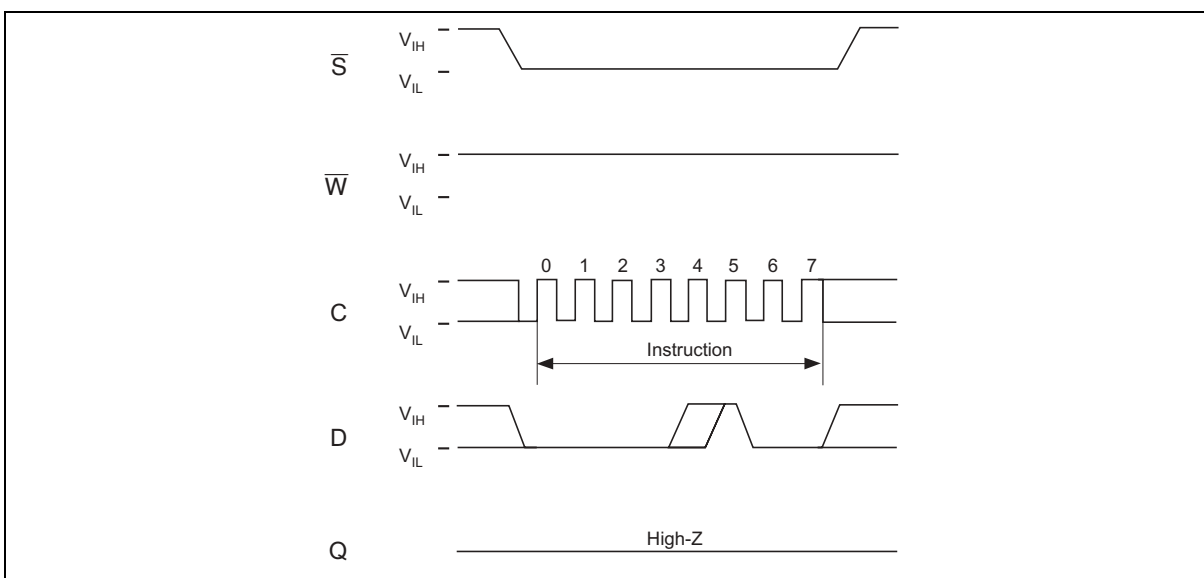 S̅
V_IH
V_IL
W̅
V_IH
V_IL
0 1 2 3 4 5 6 7
C
V_IH
V_IL
Instruction
D
V_IH
V_IL
High-Z
Q